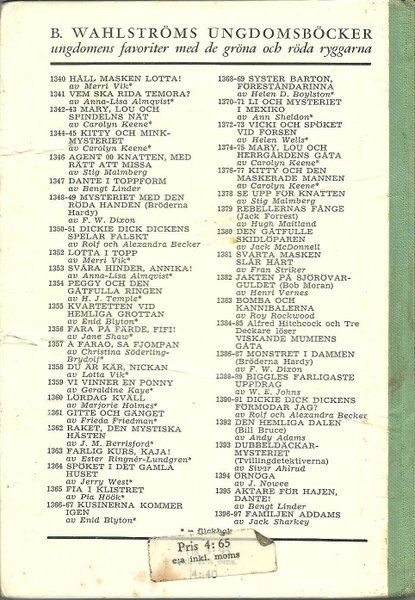 B. WAHLSTRÖMS UNGDOMSBÖCKER
ungdomens favoriter med de gröna och röda ryggarna
1340 HÅLL MASKEN LOTTA!
av Merri Vik*
1341 VEM SKA RIDA TEMORA?
av Anna-Lisa Almqvist*
1342-43 MARY, LOU OCH
SPINDELNS NÄT
av Carolyn Keene*
1344-45 KITTY OCH MINK-
MYSTERIET
av Carolyn Keene*
1346 AGENT 00 KNATTEN, MED
RÄTT ATT MISSA
av Stig Malmberg
1347 DANTE I TOPPFORM
av Bengt Linder
1348-49 MYSTERIET MED DEN
RÖDA HANDEN (Bröderna
Hardy)
av F. W. Dixon
1350-51 DICKIE DICK DICKENS
SPELAR FALSKT
av Rolf och Alexandra Becker
1352 LOTTA I TOPP
av Merri Vik*
1353 SVÅRA HINDER, ANNIKA!
av Anna-Lisa Almqvist*
1354 PEGGY OCH DEN
GÅTFULLA RINGEN
av H. J. Temple*
1355 KVARTETTEN VID
HEMLIGA GROTTAN
av Enid Blyton*
1356 FARA PÅ FÄRDE, FIFI!
av Jane Shaw*
1357 Å FARAO, SA FJOMPAN
av Christina Söderling-
Brydolf*
1358 DU ÄR KÄR, NICKAN
av Lotta Vik*
1359 VI VINNER EN PONNY
av Geraldine Kaye*
1360 LÖRDAG KVÄLL
av Marjorie Holmes*
1361 GITTE OCH GÄNGET
av Frieda Friedman*
1362 RAKET, DEN MYSTISKA
HÄSTEN
av J. M. Berrisford*
1363 FARLIG KURS, KAJA!
av Ester Ringnér-Lundgren*
1364 SPÖKET I DET GAMLA
HUSET
av Jerry West*
1365 FIA I KLISTRET
av Pia Höök*
1366-67 KUSINERNA KOMMER
IGEN
av Enid Blyton*
1368-69 SYSTER BARTON,
FÖRESTÅNDARINNA
av Helen D. Boylston*
1370-71 LI OCH MYSTERIET
I MEXIKO
av Ann Sheldon*
1372-73 VICKI OCH SPÖKET
VID FORSEN
av Helen Wells*
1374-75 MARY, LOU OCH
HERRGÅRDENS GÅTA
av Carolyn Keene*
1376-77 KITTY OCH DEN
MASKERADE MANNEN
av Carolyn Keene*
1378 SE UPP FÖR KNATTEN
av Stig Malmberg
1379 REBELLERNAS FÅNGE
(Jack Forrest)
av Hugh Maitland
1380 DEN GÅTFULLE
SKIDLÖPAREN
av Jack McDonnell
1381 SVARTA MASKEN
SLÅR HÅRT
av Fran Striker
1382 JAKTEN PÅ SJÖRÖVAR-
GULDET (Bob Moran)
av Henri Vernes
1383 BOMBA OCH
KANNIBALERNA
av Roy Rockwood
1384-85 Alfred Hitchcock och Tre
Deckare löser
VISKANDE MUMIENS
GÅTA
1386-87 MONSTRET I DAMMEN
(Bröderna Hardy)
av F. W. Dixon
1388-89 BIGGLES FARLIGASTE
UPPDRAG
av W. E. Johns
1390-91 DICKIE DICK DICKENS
FÖRMODAR JAG?
av Rolf och Alexandra Becker
1392 DEN HEMLIGA DALEN
(Bill Bruce)
av Andy Adams
1393 DUBBELDÄCKAR-
MYSTERIET
(Tvillingdetektiverna)
av Sivar Ahlrud
1394 ÖRNÖGA
av J. Nowee
1395 AKTARE FÖR HAJEN,
DANTE!
av Bengt Linder
1396-97 FAMILJEN ADDAMS
av Jack Sharkey
* = flickbok
Pris 4:65
c:a inkl. moms
4:40